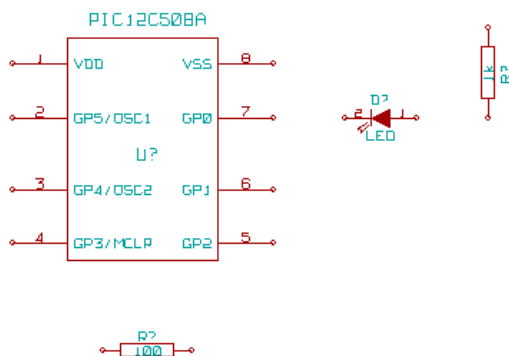 PIC12C508A
1 VDD VSS 8
2 GP5/OSC1 GP0 7
U?
3 GP4/OSC2 GP1 6
4 GP3/MCLR GP2 5
D?
2 1
LED
1k R?
R?
100